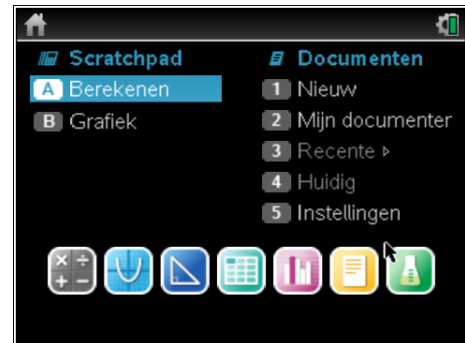 Scratchpad
A Berekenen
B Grafiek
Documenten
1 Nieuw
2 Mijn documenter
3 Recente ▹
4 Huidig
5 Instellingen